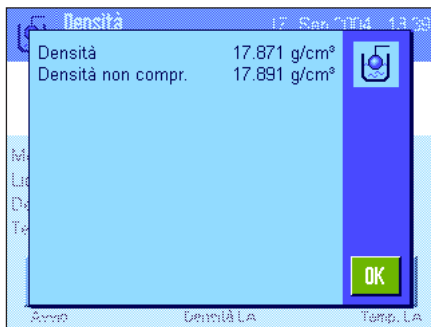 Densità 17. Sen 2004 13:39
Densità 17.871 g/cm³
Densità non compr. 17.891 g/cm³
OK
Avvio Densità La Temp. La